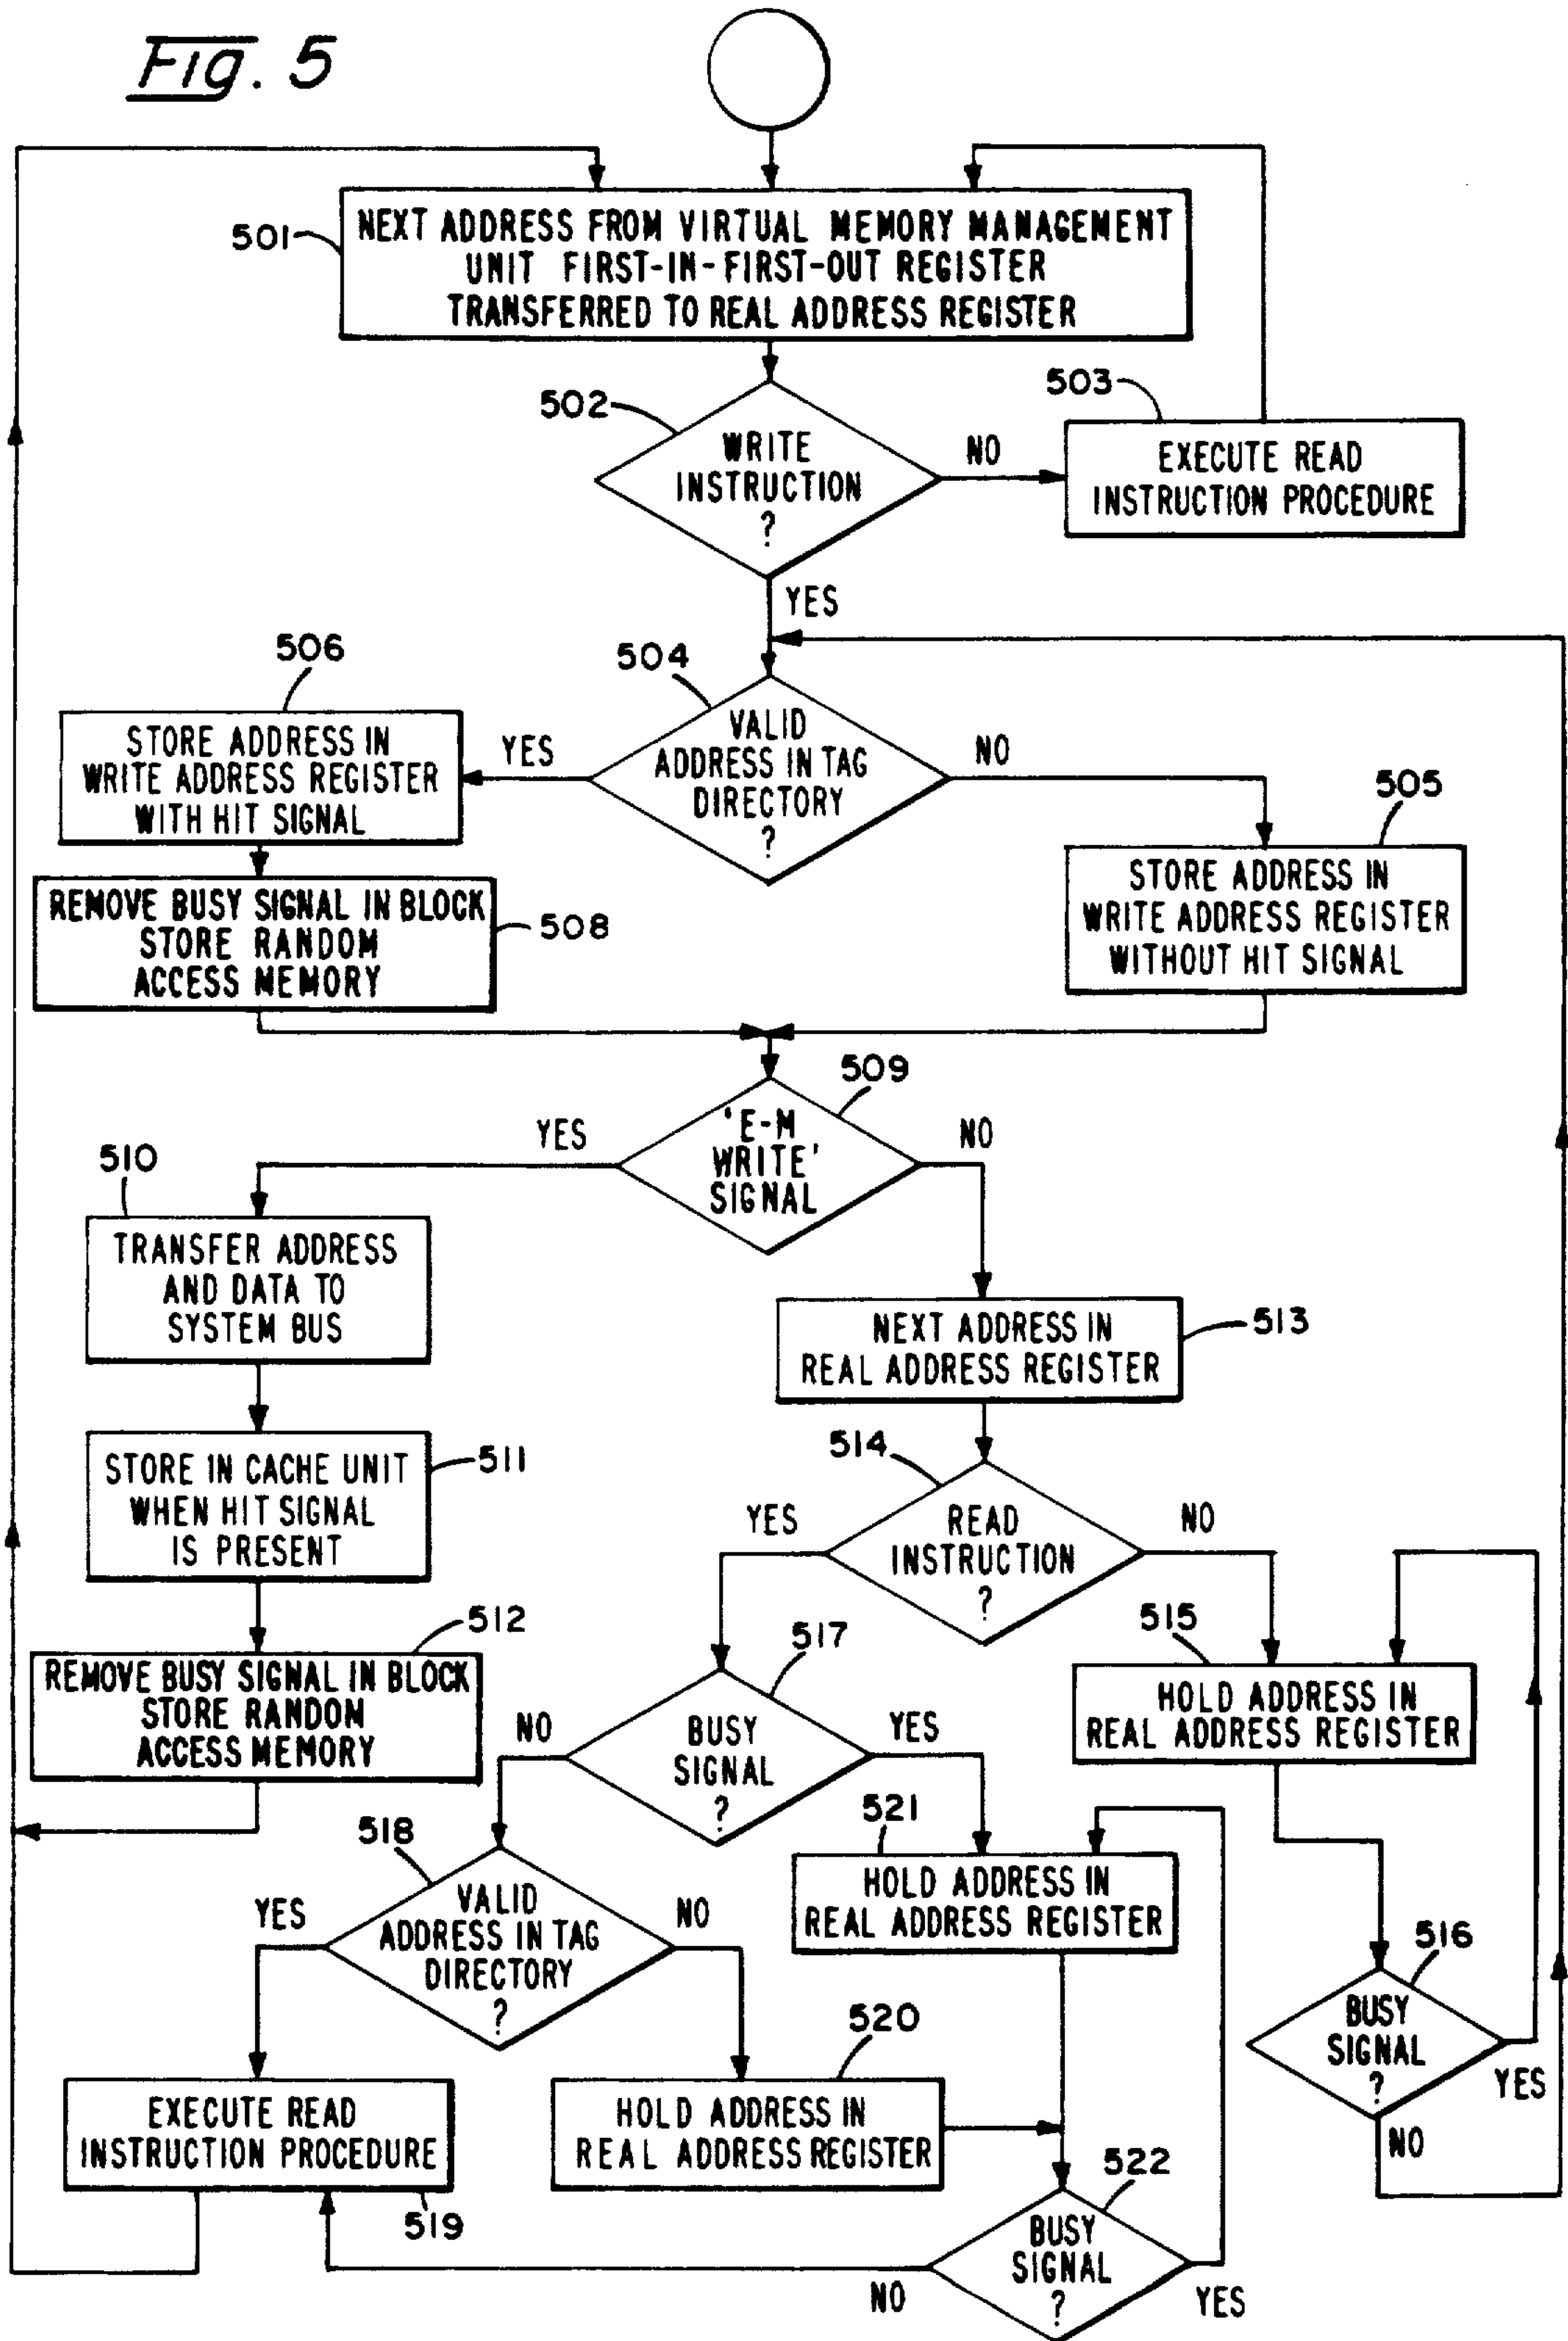 Fig. 5
501
NEXT ADDRESS FROM VIRTUAL MEMORY MANAGEMENT
UNIT FIRST-IN-FIRST-OUT REGISTER
TRANSFERRED TO REAL ADDRESS REGISTER
502
WRITE
INSTRUCTION
?
NO
503
EXECUTE READ
INSTRUCTION PROCEDURE
YES
506
STORE ADDRESS IN
WRITE ADDRESS REGISTER
WITH HIT SIGNAL
YES
504
VALID
ADDRESS IN TAG
DIRECTORY
?
NO
505
STORE ADDRESS IN
WRITE ADDRESS REGISTER
WITHOUT HIT SIGNAL
REMOVE BUSY SIGNAL IN BLOCK
STORE RANDOM
ACCESS MEMORY
508
509
'E-M
WRITE'
SIGNAL
YES
NO
510
TRANSFER ADDRESS
AND DATA TO
SYSTEM BUS
NEXT ADDRESS IN
REAL ADDRESS REGISTER
513
STORE IN CACHE UNIT
WHEN HIT SIGNAL
IS PRESENT
511
514
READ
INSTRUCTION
?
YES
NO
512
REMOVE BUSY SIGNAL IN BLOCK
STORE RANDOM
ACCESS MEMORY
517
BUSY
SIGNAL
?
NO
YES
515
HOLD ADDRESS IN
REAL ADDRESS REGISTER
518
VALID
ADDRESS IN TAG
DIRECTORY
?
YES
NO
521
HOLD ADDRESS IN
REAL ADDRESS REGISTER
516
BUSY
SIGNAL
?
YES
NO
EXECUTE READ
INSTRUCTION PROCEDURE
519
520
HOLD ADDRESS IN
REAL ADDRESS REGISTER
522
BUSY
SIGNAL
?
NO
YES